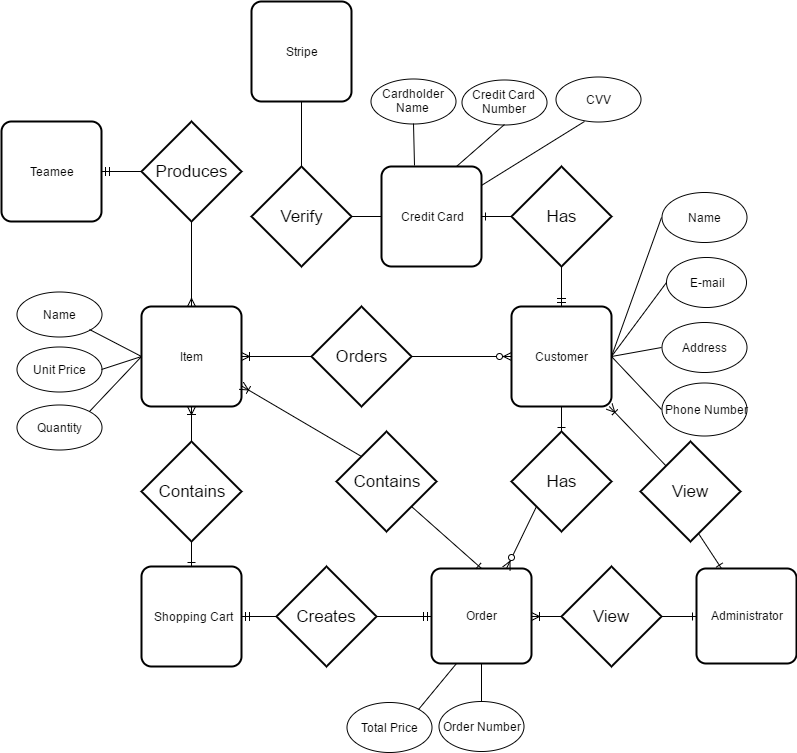 Stripe
Cardholder
Name
Credit Card
Number
CVV
Teamee
Produces
Verify
Credit Card
Has
Name
E-mail
Address
Phone Number
Name
Unit Price
Quantity
Item
Orders
Customer
Contains
Contains
Has
View
Shopping Cart
Creates
Order
View
Administrator
Total Price
Order Number